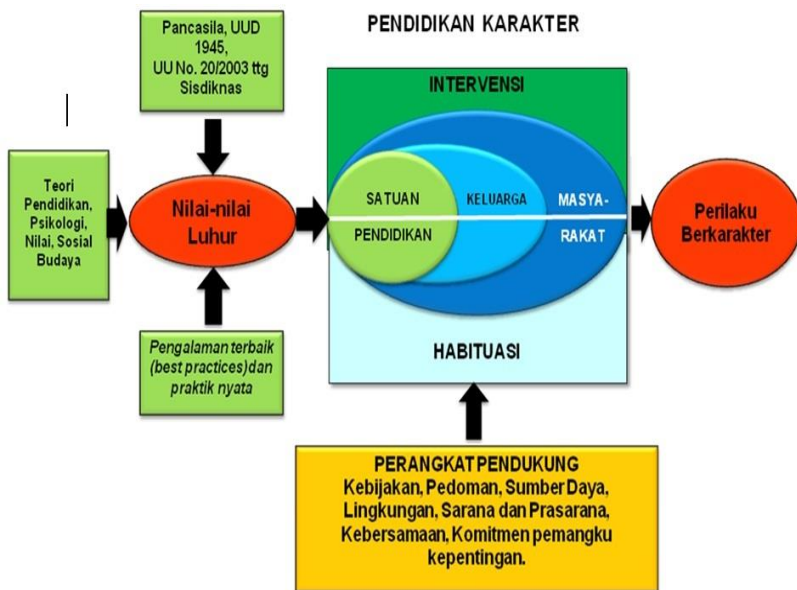 PENDIDIKAN KARAKTER
Pancasila, UUD
1945,
UU No. 20/2003 ttg
Sisdiknas
Teori
Pendidikan,
Psikologi,
Nilai, Sosial
Budaya
Nilai-nilai
Luhur
Pengalaman terbaik
(best practices)dan
praktik nyata
INTERVENSI
SATUAN
PENDIDIKAN
KELUARGA
MASYA-
RAKAT
HABITUASI
Perilaku
Berkarakter
PERANGKAT PENDUKUNG
Kebijakan, Pedoman, Sumber Daya,
Lingkungan, Sarana dan Prasarana,
Kebersamaan, Komitmen pemangku
kepentingan.